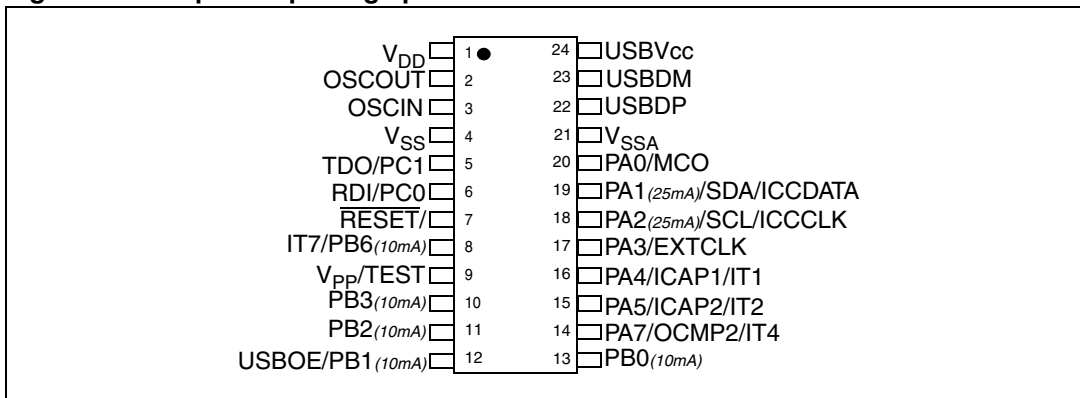 V_DD 1 24 USBVcc
OSCOUT 2 23 USBDM
OSCIN 3 22 USBDP
V_SS 4 21 V_SSA
TDO/PC1 5 20 PA0/MCO
RDI/PC0 6 19 PA1(25mA)/SDA/ICCDATA
RESET/ 7 18 PA2(25mA)/SCL/ICCCLK
IT7/PB6(10mA) 8 17 PA3/EXTCLK
V_PP/TEST 9 16 PA4/ICAP1/IT1
PB3(10mA) 10 15 PA5/ICAP2/IT2
PB2(10mA) 11 14 PA7/OCMP2/IT4
USBOE/PB1(10mA) 12 13 PB0(10mA)